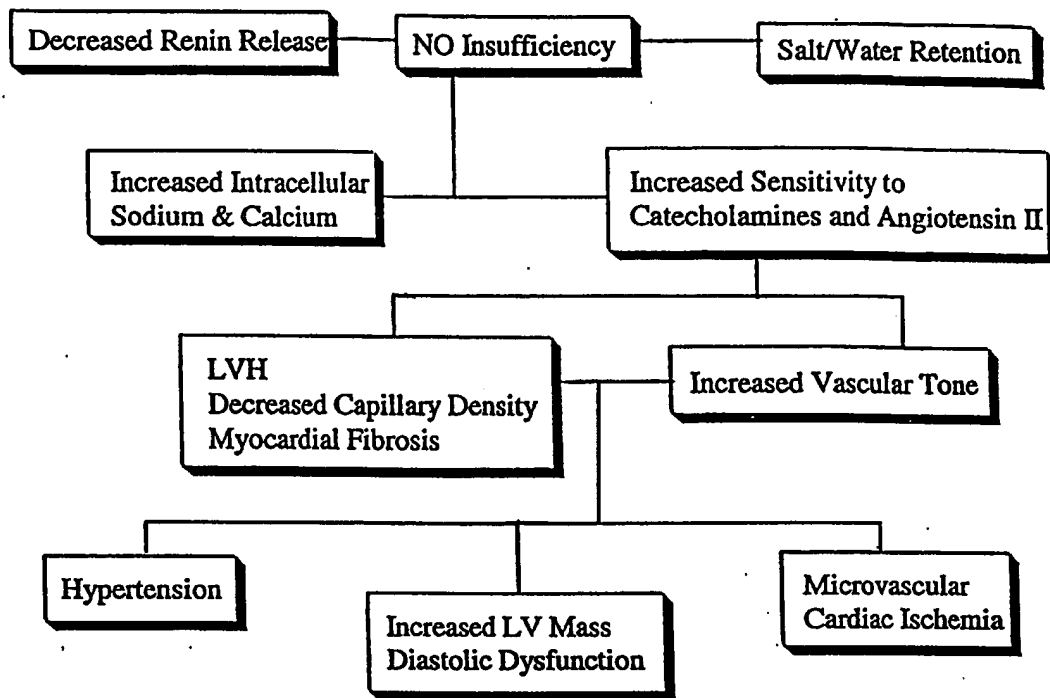 Decreased Renin Release
NO Insufficiency
Salt/Water Retention
Increased Intracellular
Sodium & Calcium
Increased Sensitivity to
Catecholamines and Angiotensin II
LVH
Decreased Capillary Density
Myocardial Fibrosis
Increased Vascular Tone
Hypertension
Increased LV Mass
Diastolic Dysfunction
Microvascular
Cardiac Ischemia